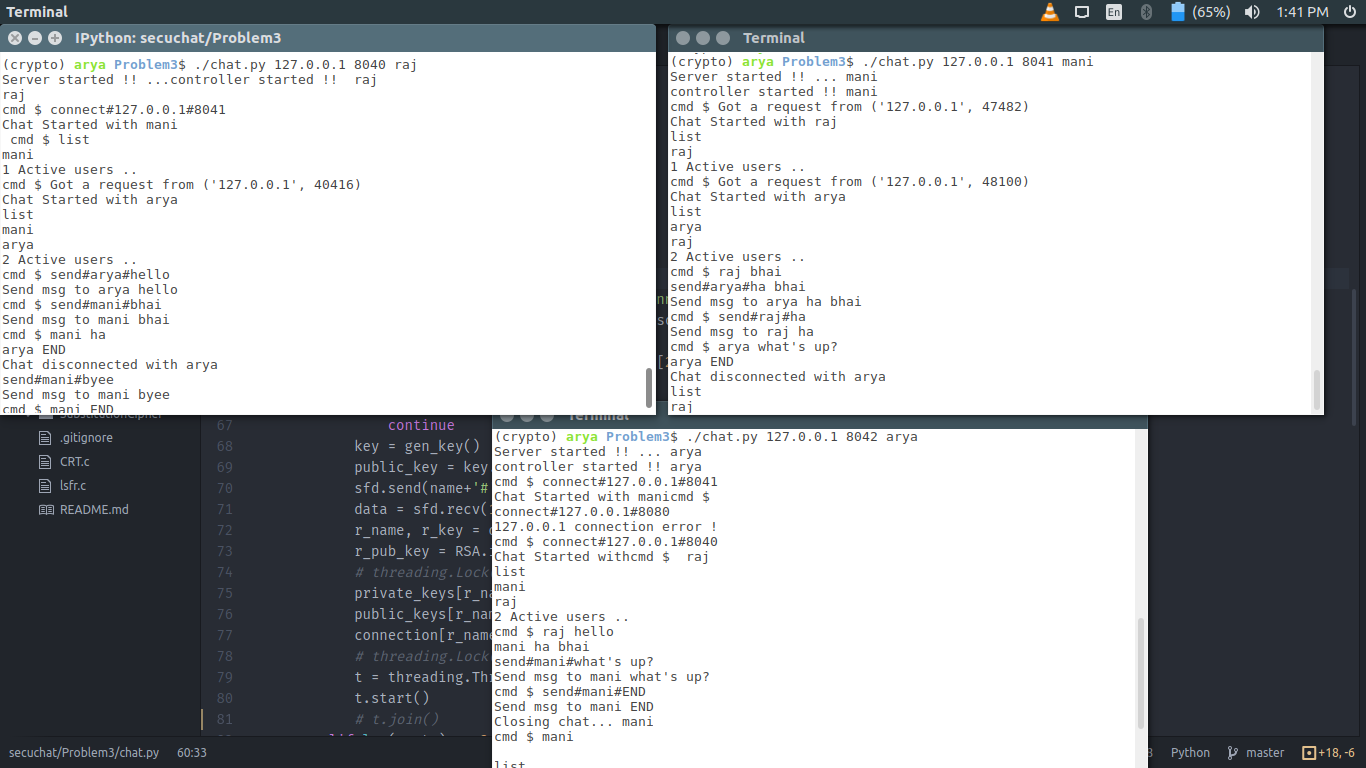 Terminal
En
(65%)
1:41 PM
IPython: secuchat/Problem3
(crypto) arya Problem3$ ./chat.py 127.0.0.1 8040 raj
Server started !! ...controller started !!  raj
raj
cmd $ connect#127.0.0.1#8041
Chat Started with mani
 cmd $ list
mani
1 Active users ..
cmd $ Got a request from ('127.0.0.1', 40416)
Chat Started with arya
list
mani
arya
2 Active users ..
cmd $ send#arya#hello
Send msg to arya hello
cmd $ send#mani#bhai
Send msg to mani bhai
cmd $ mani ha
arya END
Chat disconnected with arya
send#mani#byee
Send msg to mani byee
cmd $ mani END
Terminal
(crypto) arya Problem3$ ./chat.py 127.0.0.1 8041 mani
Server started !! ... mani
controller started !! mani
cmd $ Got a request from ('127.0.0.1', 47482)
Chat Started with raj
list
raj
1 Active users ..
cmd $ Got a request from ('127.0.0.1', 48100)
Chat Started with arya
list
arya
raj
2 Active users ..
cmd $ raj bhai
send#arya#ha bhai
Send msg to arya ha bhai
cmd $ send#raj#ha
Send msg to raj ha
cmd $ arya what's up?
arya END
Chat disconnected with arya
list
raj
Terminal
(crypto) arya Problem3$ ./chat.py 127.0.0.1 8042 arya
Server started !! ... arya
controller started !! arya
cmd $ connect#127.0.0.1#8041
Chat Started with manicmd $
connect#127.0.0.1#8080
127.0.0.1 connection error !
cmd $ connect#127.0.0.1#8040
Chat Started withcmd $  raj
list
mani
raj
2 Active users ..
cmd $ raj hello
mani ha bhai
send#mani#what's up?
Send msg to mani what's up?
cmd $ send#mani#END
Send msg to mani END
Closing chat... mani
cmd $ mani
list
.gitignore
CRT.c
lsfr.c
README.md
67 continue
68 key = gen_key()
69 public_key = key
70 sfd.send(name+'#
71 data = sfd.recv(
72 r_name, r_key =
73 r_pub_key = RSA.
74 # threading.Lock
75 private_keys[r_na
76 public_keys[r_nam
77 connection[r_name
78 # threading.Lock
79 t = threading.Th
80 t.start()
81 # t.join()
secuchat/Problem3/chat.py
60:33
Python
master
+18, -6